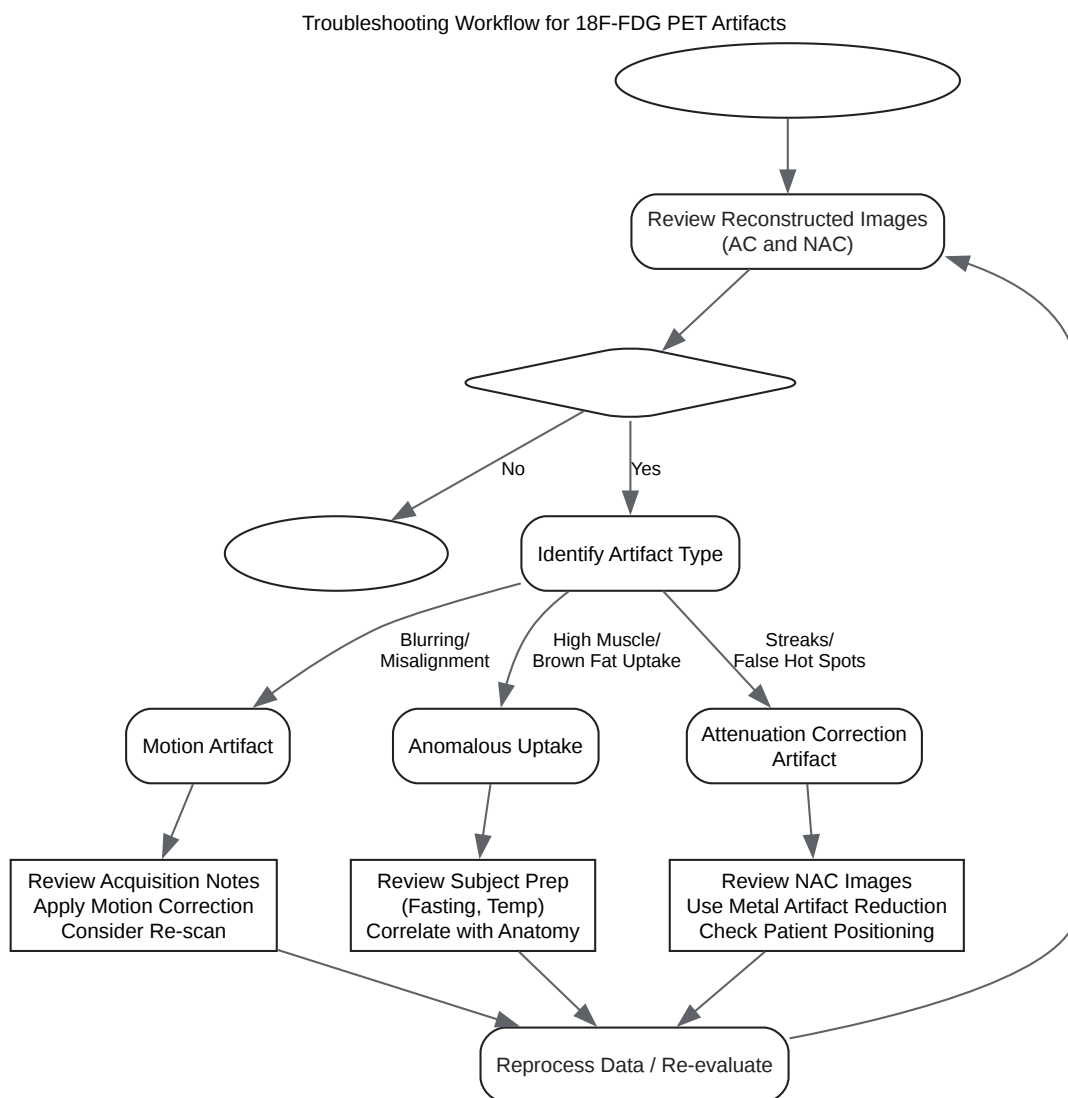 Troubleshooting Workflow for 18F-FDG PET Artifacts
Review Reconstructed Images
(AC and NAC)
No
Yes
Identify Artifact Type
Blurring/
Misalignment
High Muscle/
Brown Fat Uptake
Streaks/
False Hot Spots
Motion Artifact
Anomalous Uptake
Attenuation Correction
Artifact
Review Acquisition Notes
Apply Motion Correction
Consider Re-scan
Review Subject Prep
(Fasting, Temp)
Correlate with Anatomy
Review NAC Images
Use Metal Artifact Reduction
Check Patient Positioning
Reprocess Data / Re-evaluate